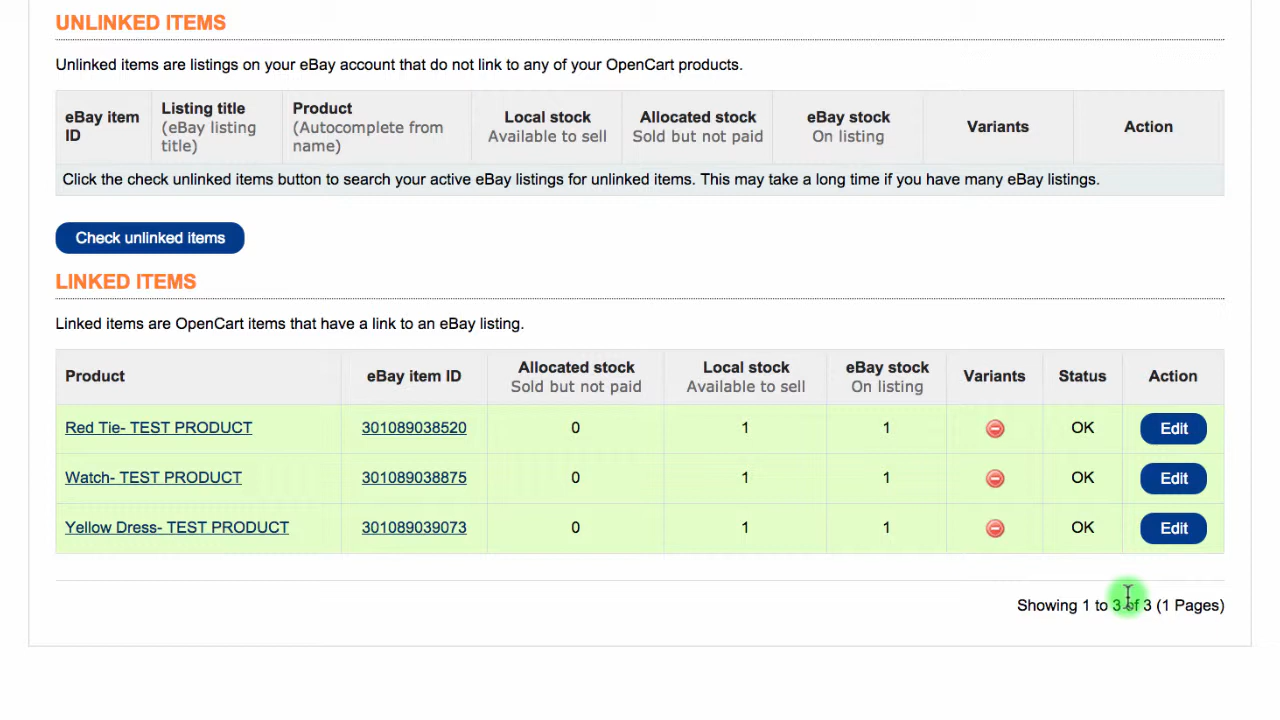 UNLINKED ITEMS
Unlinked items are listings on your eBay account that do not link to any of your OpenCart products.
eBay item ID
Listing title (eBay listing title)
Product (Autocomplete from name)
Local stock Available to sell
Allocated stock Sold but not paid
eBay stock On listing
Variants
Action
Click the check unlinked items button to search your active eBay listings for unlinked items. This may take a long time if you have many eBay listings.
Check unlinked items
LINKED ITEMS
Linked items are OpenCart items that have a link to an eBay listing.
Product
eBay item ID
Allocated stock Sold but not paid
Local stock Available to sell
eBay stock On listing
Variants
Status
Action
Red Tie- TEST PRODUCT 301089038520 0 1 1 OK Edit
Watch- TEST PRODUCT 301089038875 0 1 1 OK Edit
Yellow Dress- TEST PRODUCT 301089039073 0 1 1 OK Edit
Showing 1 to 3 of 3 (1 Pages)